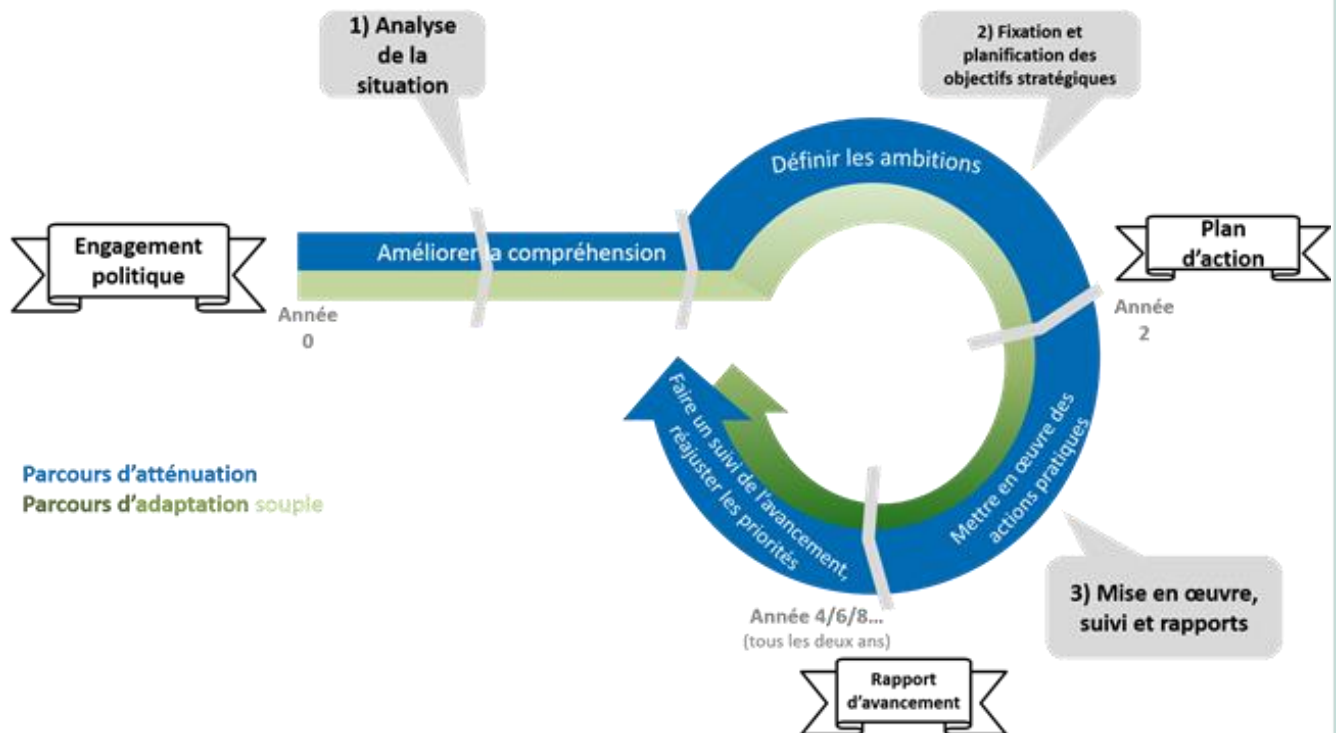 1) Analyse
de la
situation
2) Fixation et
planification des
objectifs stratégiques
Définir les ambitions
Engagement
politique
Améliorer la compréhension
Plan
d'action
Année
0
Année
2
Faire un suivi de l'avancement,
réajuster les priorités
Mettre en œuvre des
actions pratiques
Parcours d'atténuation
Parcours d'adaptation souple
3) Mise en œuvre,
suivi et rapports
Année 4/6/8...
(tous les deux ans)
Rapport
d'avancement